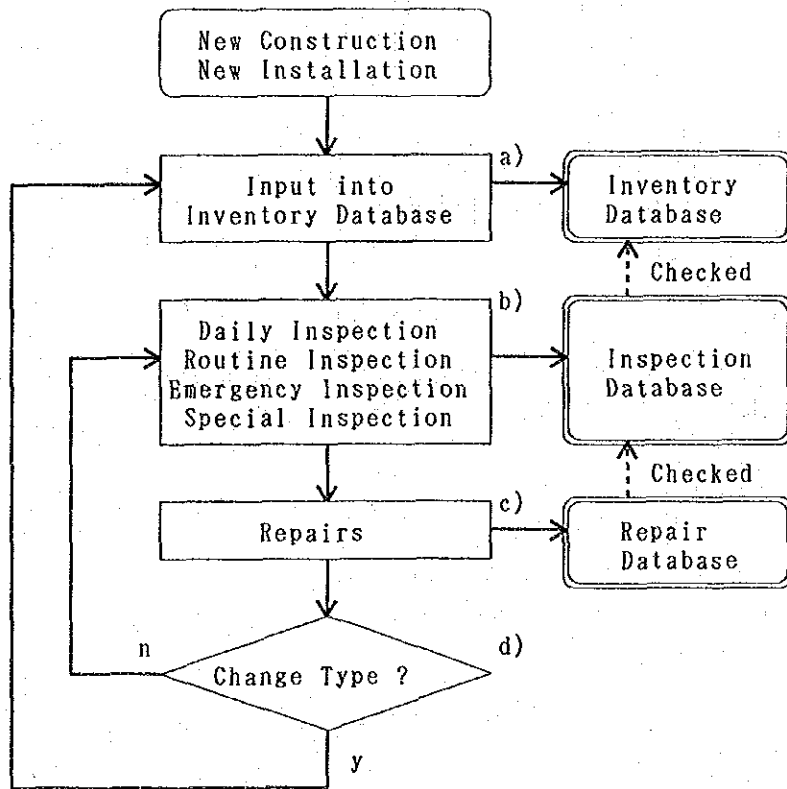 New Construction
New Installation
a)
Input into
Inventory Database
Inventory
Database
Checked
b)
Daily Inspection
Routine Inspection
Emergency Inspection
Special Inspection
Inspection
Database
Checked
c)
Repairs
Repair
Database
n
d)
Change Type ?
y